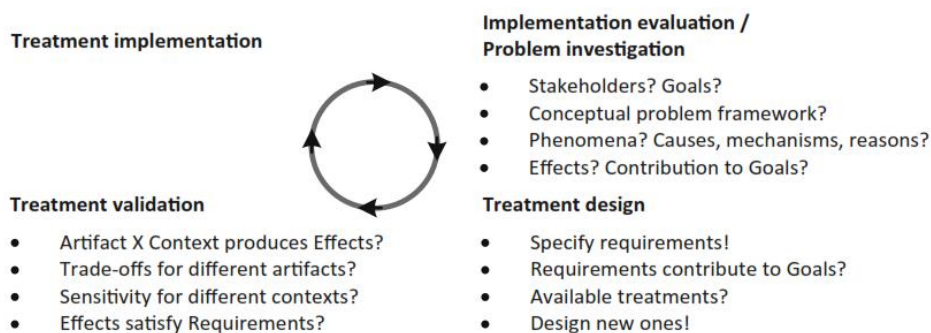 Treatment implementation
Implementation evaluation /
Problem investigation
• Stakeholders? Goals?
• Conceptual problem framework?
• Phenomena? Causes, mechanisms, reasons?
• Effects? Contribution to Goals?
Treatment validation
• Artifact X Context produces Effects?
• Trade-offs for different artifacts?
• Sensitivity for different contexts?
• Effects satisfy Requirements?
Treatment design
• Specify requirements!
• Requirements contribute to Goals?
• Available treatments?
• Design new ones!